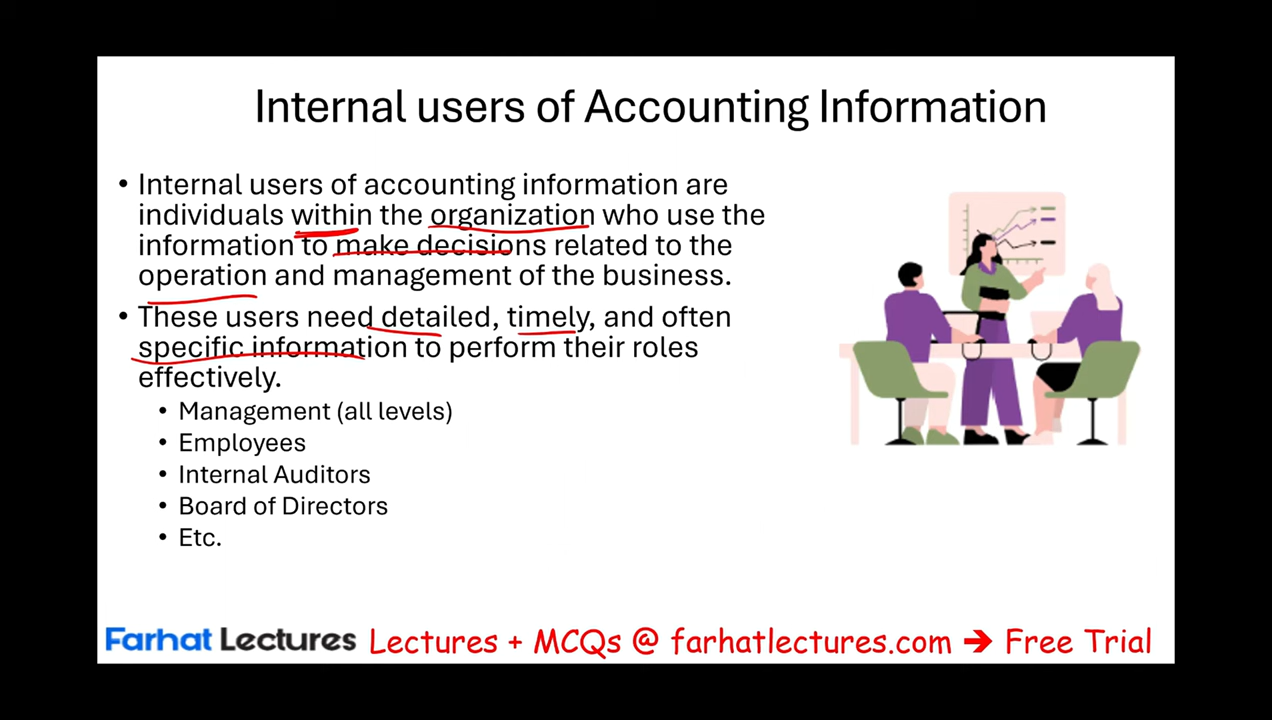 Internal users of Accounting Information
• Internal users of accounting information are
individuals within the organization who use the
information to make decisions related to the
operation and management of the business.
• These users need detailed, timely, and often
specific information to perform their roles
effectively.
• Management (all levels)
• Employees
• Internal Auditors
• Board of Directors
• Etc.
Farhat Lectures Lectures + MCQs @ farhatlectures.com ➔ Free Trial